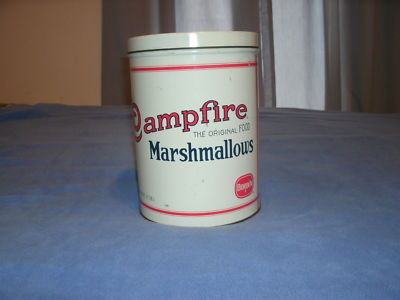 Campfire
THE ORIGINAL FOOD
Marshmallows